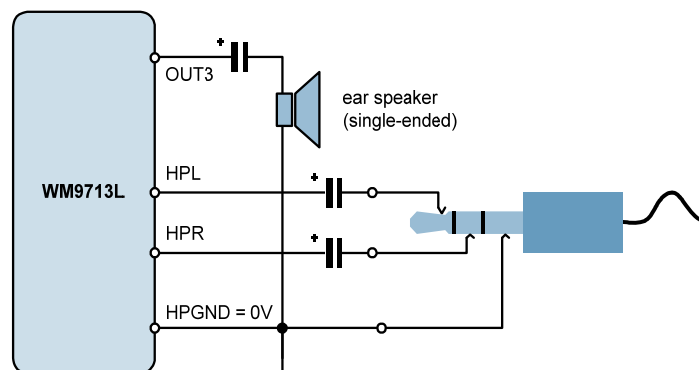 OUT3
ear speaker
(single-ended)
HPL
WM9713L
HPR
HPGND = 0V